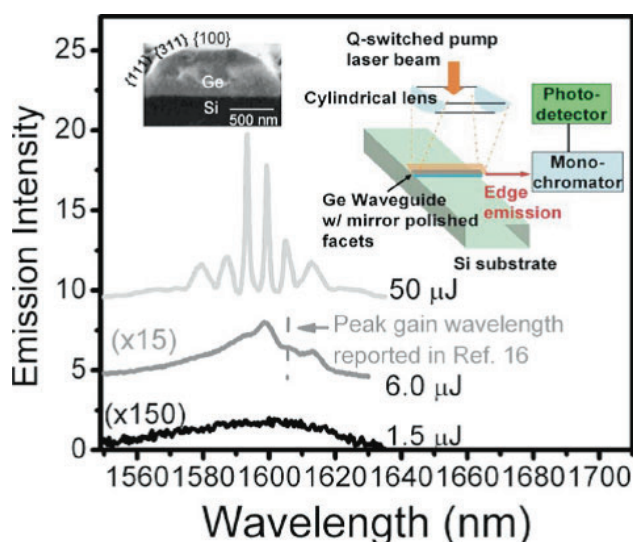 25
20
15
10
5
0
Emission Intensity
{111} {311} {100}
Ge
Si
500 nm
Q-switched pump
laser beam
Cylindrical lens
Photo-
detector
Mono-
chromator
Edge
emission
Ge Waveguide
w/ mirror polished
facets
Si substrate
50 μJ
(x15)
Peak gain wavelength
reported in Ref. 16
6.0 μJ
(x150)
1.5 μJ
1560 1580 1600 1620 1640 1660 1680 1700
Wavelength (nm)